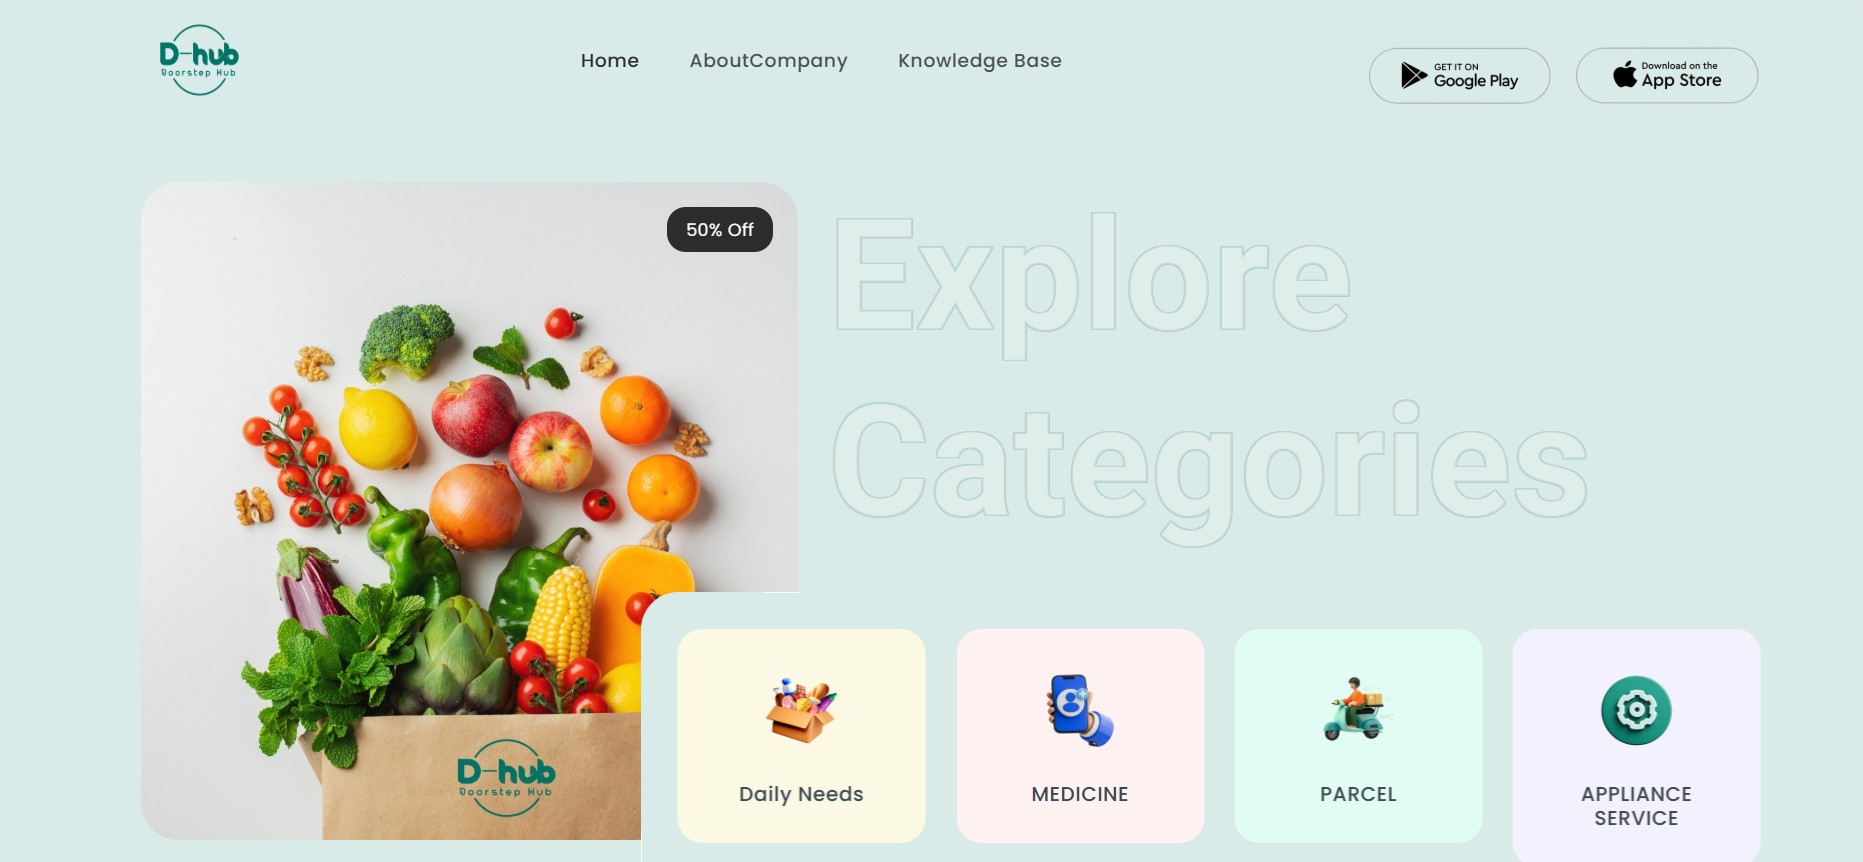 D-hub
Doorstep Hub
Home
AboutCompany
Knowledge Base
GET IT ON
Google Play
Download on the
App Store
50% Off
Explore
Categories
D-hub
Doorstep Hub
Daily Needs
MEDICINE
PARCEL
APPLIANCE
SERVICE